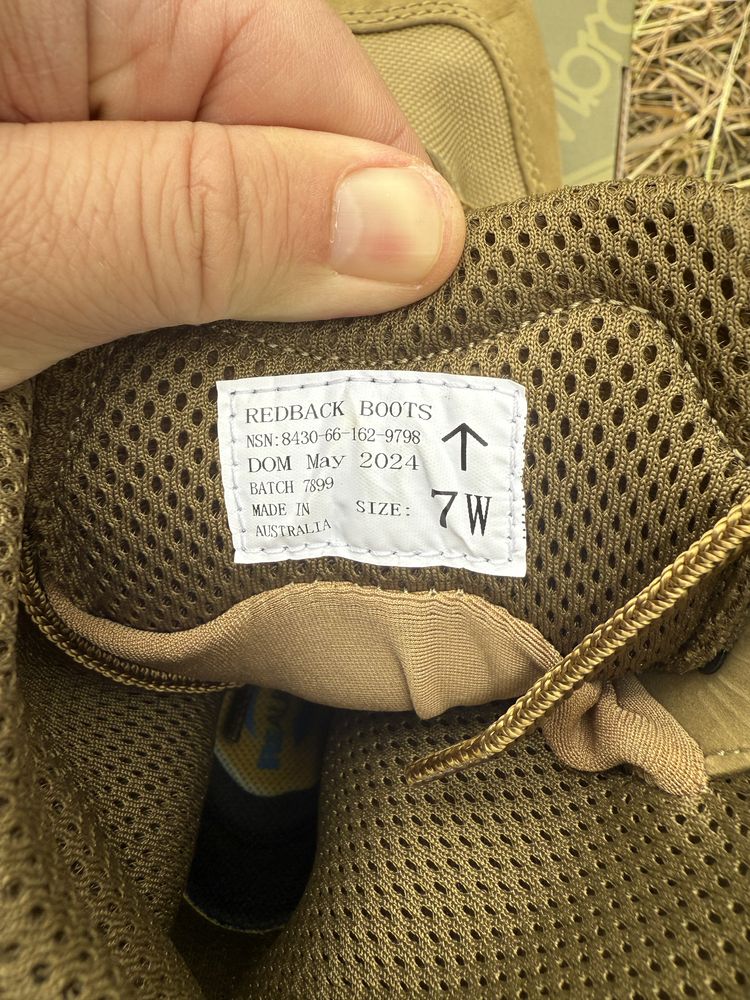 REDBACK BOOTS
NSN:8430-66-162-9798
DOM May 2024
BATCH 7899
MADE IN
AUSTRALIA
SIZE: 7W